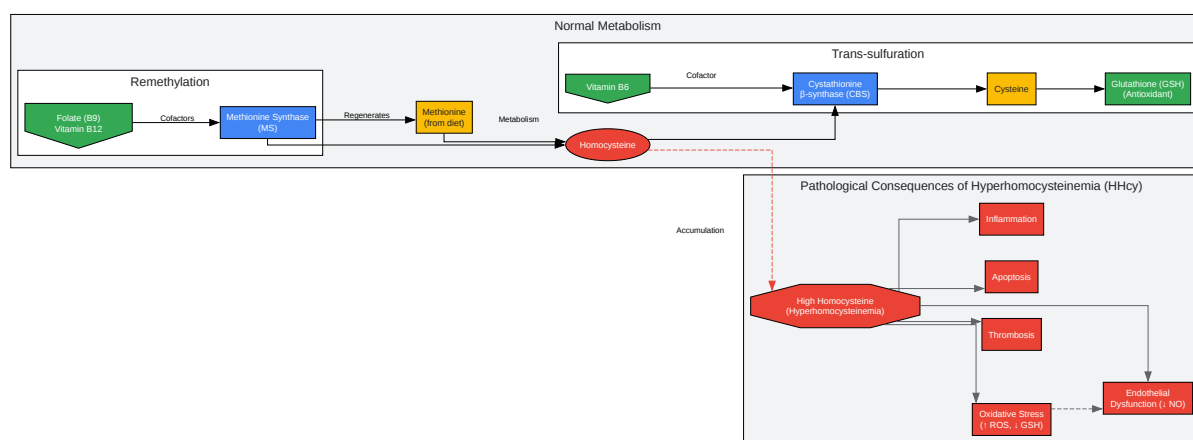 Normal Metabolism
Trans-sulfuration
Remethylation
Vitamin B6
Cofactor
Cystathionine
β-synthase (CBS)
Cysteine
Glutathione (GSH)
(Antioxidant)
Folate (B9)
Vitamin B12
Cofactors
Methionine Synthase
(MS)
Regenerates
Methionine
(from diet)
Metabolism
Homocysteine
Pathological Consequences of Hyperhomocysteinemia (HHcy)
Accumulation
Inflammation
Apoptosis
High Homocysteine
(Hyperhomocysteinemia)
Thrombosis
Oxidative Stress
(↑ ROS, ↓ GSH)
Endothelial
Dysfunction (↓ NO)